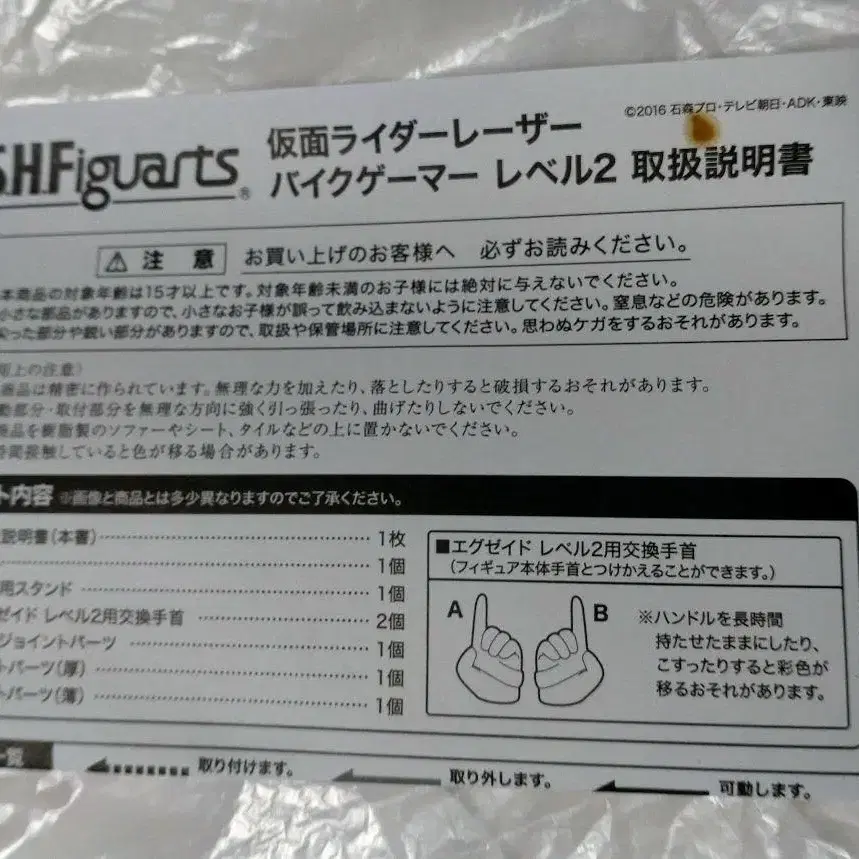 S.H.Figuarts®
©2016 石森プロ・テレビ朝日・ADK・東映
仮面ライダーレーザー
バイクゲーマー レベル2 取扱説明書
⚠ 注 意 お買い上げのお客様へ 必ずお読みください。
本商品の対象年齢は15才以上です。対象年齢未満のお子様には絶対に与えないでください。
小さな部品がありますので、小さなお子様が誤って飲み込まないように注意してください。窒息などの危険があります。
尖った部分や鋭い部分がありますので、取扱や保管場所に注意してください。思わぬケガをするおそれがあります。
用上の注意〉
商品は精密に作られています。無理な力を加えたり、落としたりすると破損するおそれがあります。
動部分・取付部分を無理な方向に強く引っ張ったり、曲げたりしないでください。
商品を樹脂製のソファーやシート、タイルなどの上に置かないでください。
時間接触していると色が移る場合があります。
ト内容 ※画像と商品とは多少異なりますのでご了承ください。
説明書(本書) 1枚
1個
用スタンド 1個
ゼイド レベル2用交換手首 2個
ジョイントパーツ 1個
トパーツ(厚) 1個
トパーツ(薄) 1個
■エグゼイド レベル2用交換手首
(フィギュア本体手首とつけかえることができます。)
A B
※ハンドルを長時間
持たせたままにしたり、
こすったりすると彩色が
移るおそれがあります。
一覧 取り付けます。 取り外します。 可動します。